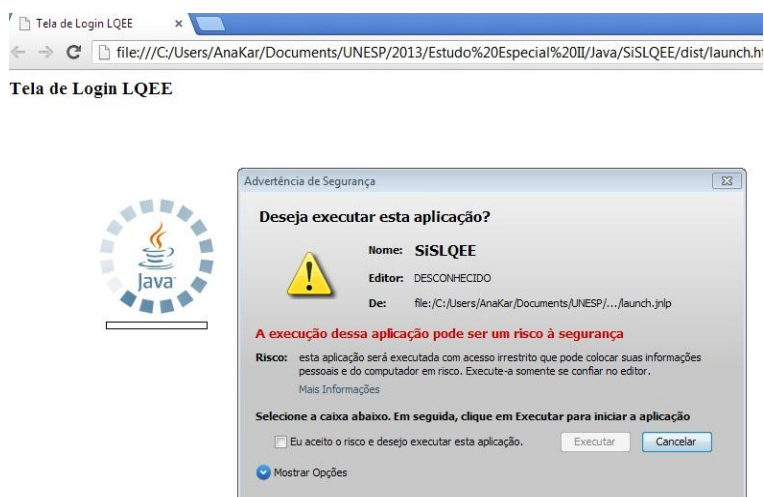 Tela de Login LQEE
file:///C:/Users/AnaKar/Documents/UNESP/2013/Estudo%20Especial%20II/Java/SiSLQEE/dist/launch.ht
Tela de Login LQEE
Java
Advertência de Segurança
Deseja executar esta aplicação?
Nome: SiSLQEE
Editor: DESCONHECIDO
De: file:/C:/Users/AnaKar/Documents/UNESP/.../launch.jnlp
A execução dessa aplicação pode ser um risco à segurança
Risco: esta aplicação será executada com acesso irrestrito que pode colocar suas informações
pessoais e do computador em risco. Execute-a somente se confiar no editor.
Mais Informações
Selecione a caixa abaixo. Em seguida, clique em Executar para iniciar a aplicação
Eu aceito o risco e desejo executar esta aplicação. Executar Cancelar
Mostrar Opções